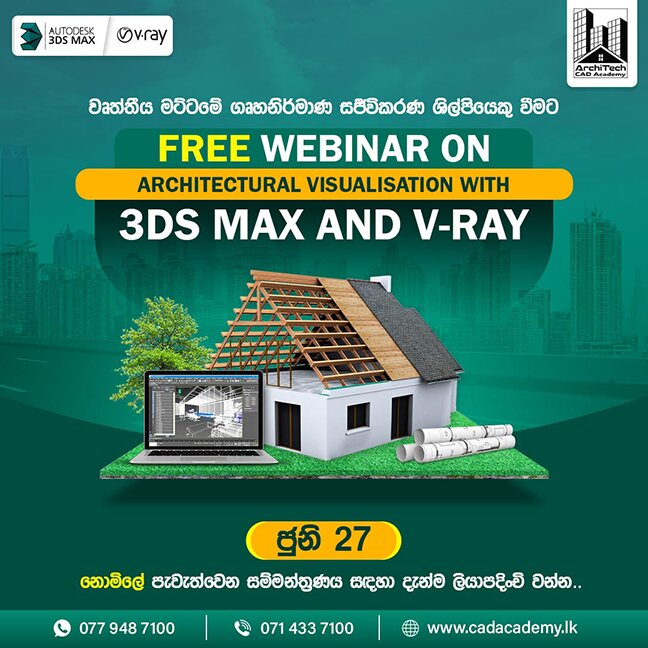 AUTODESK
3DS MAX
v-ray
ArchiTech
CAD Academy
වෘත්තීය මට්ටමේ ගෘහනිර්මාණ සජීවිකරණ ශිල්පියෙකු වීමට
FREE WEBINAR ON
ARCHITECTURAL VISUALISATION WITH
3DS MAX AND V-RAY
ජුනි 27
නොමිලේ පැවැත්වෙන සම්මන්ත්‍රණය සඳහා දැන්ම ලියාපදිංචි වන්න..
077 948 7100
071 433 7100
www.cadacademy.lk